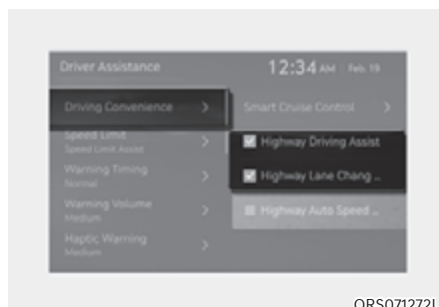 Driver Assistance
12:34 AM Feb. 19
Driving Convenience
Smart Cruise Control
Speed Limit
Speed Limit Assist
Highway Driving Assist
Warning Timing
Normal
Highway Lane Chang ...
Warning Volume
Medium
Highway Auto Speed ...
Haptic Warning
Medium
ORS071272L